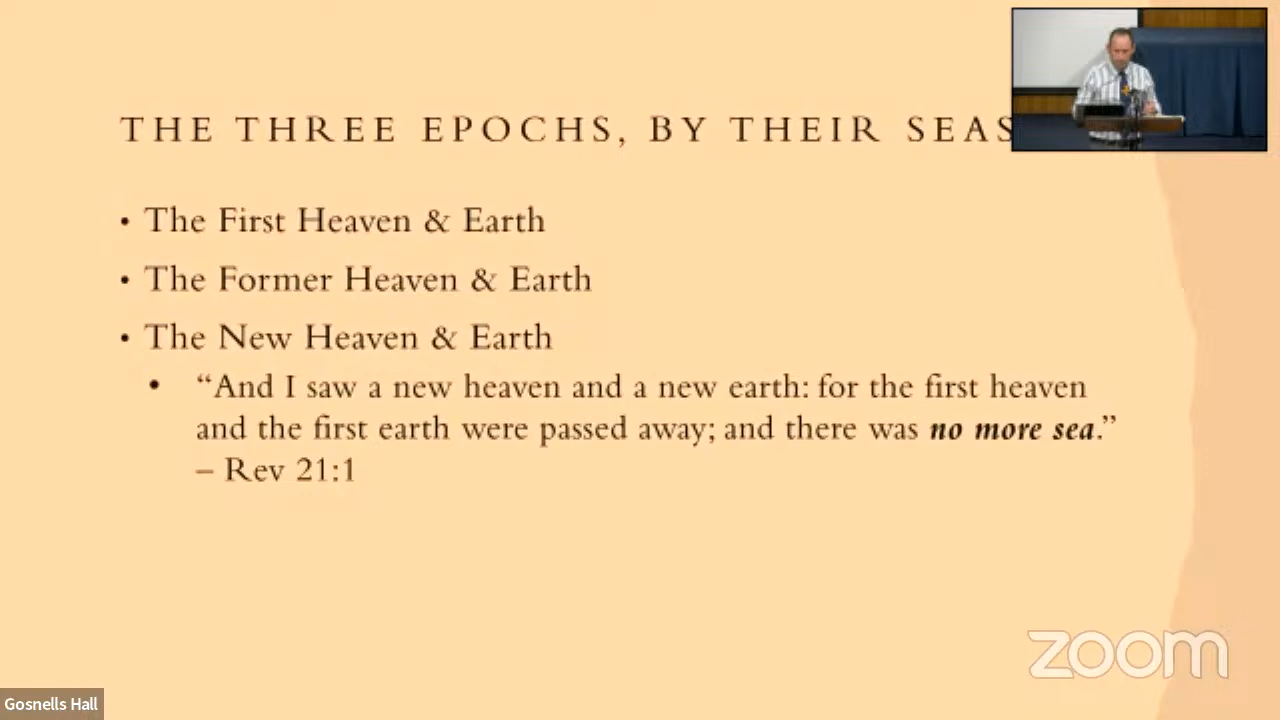 THE THREE EPOCHS, BY THEIR SEAS
• The First Heaven & Earth
• The Former Heaven & Earth
• The New Heaven & Earth
• “And I saw a new heaven and a new earth: for the first heaven
and the first earth were passed away; and there was no more sea.”
– Rev 21:1
zoom
Gosnells Hall